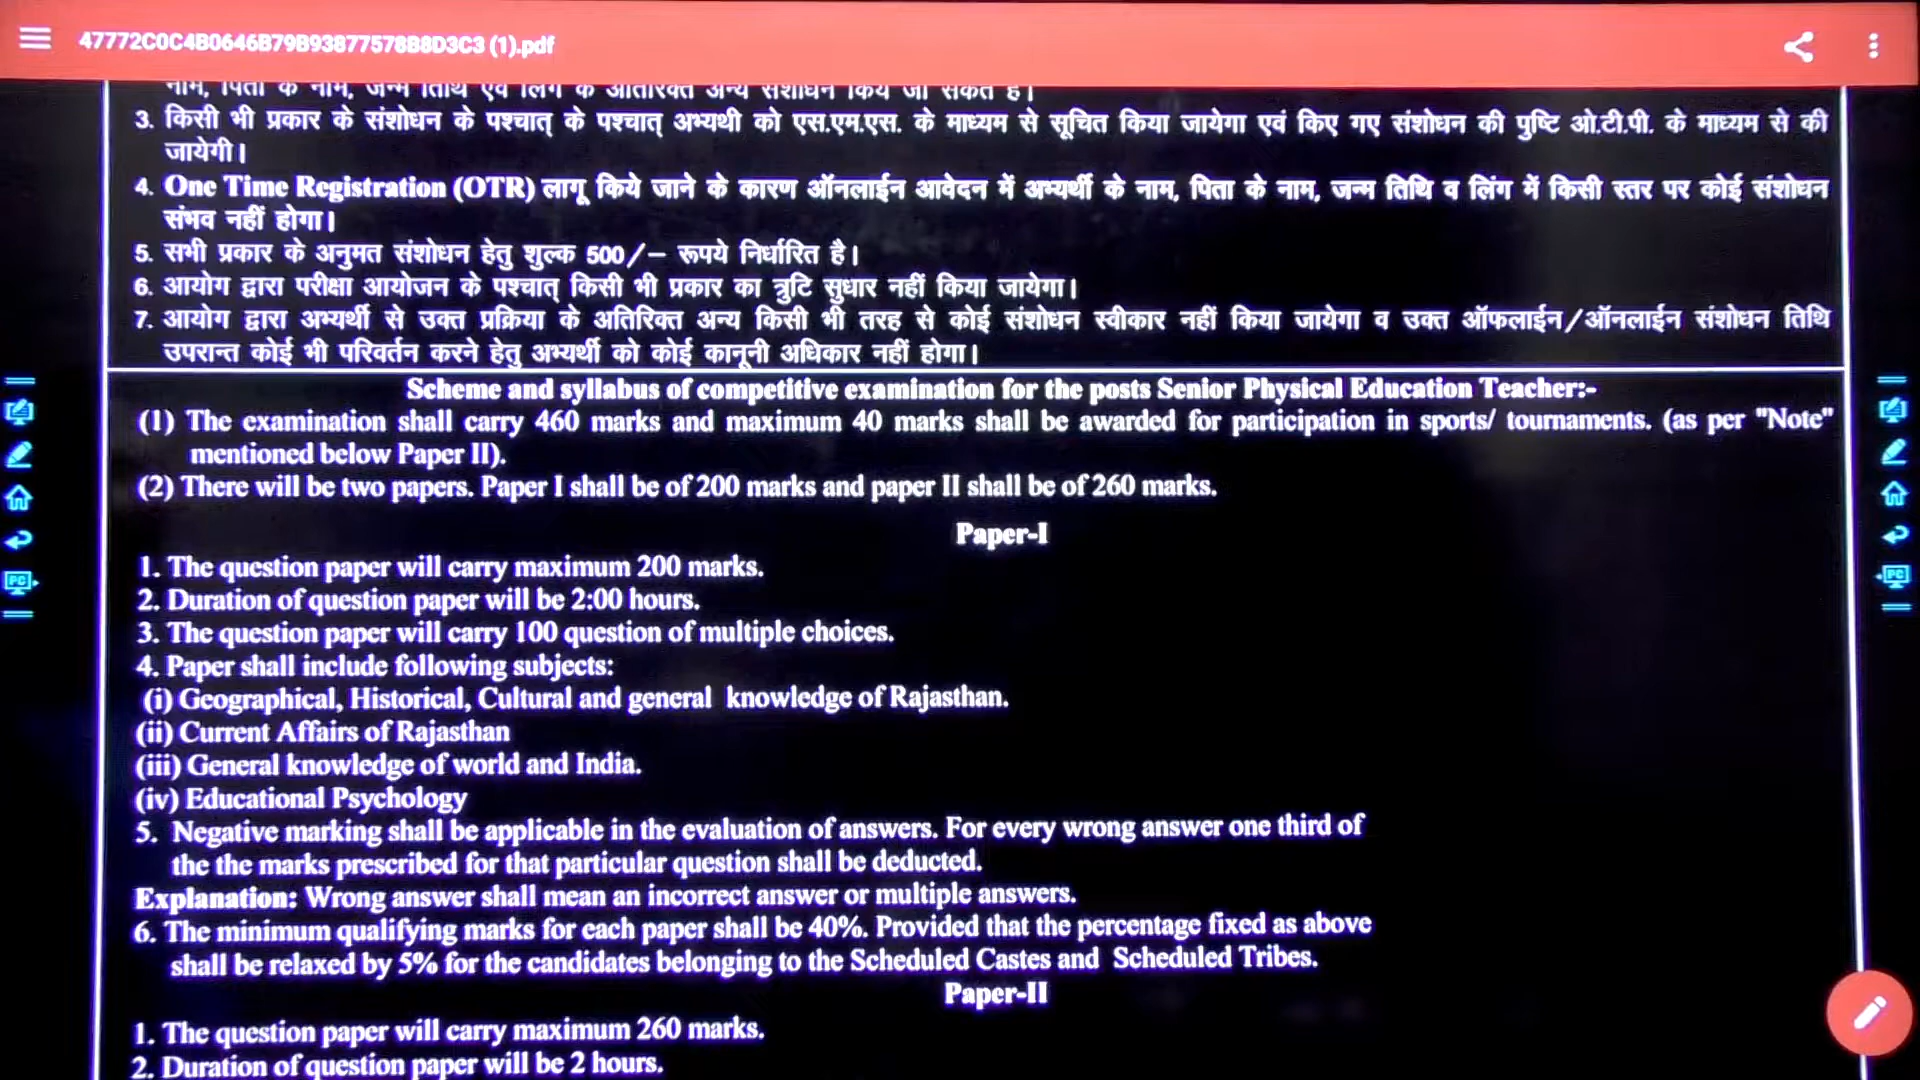 47772C0C4B0646B79B93877578B8D3C3 (1).pdf
नाम, पिता के नाम, जन्म तिथि एवं लिंग के अतिरिक्त अन्य संशोधन किये जा सकते है।
3. किसी भी प्रकार के संशोधन के पश्चात् के पश्चात् अभ्यर्थी को एस.एम.एस. के माध्यम से सूचित किया जायेगा एवं किए गए संशोधन की पुष्टि ओ.टी.पी. के माध्यम से की
जायेगी।
4. One Time Registration (OTR) लागू किये जाने के कारण ऑनलाईन आवेदन में अभ्यर्थी के नाम, पिता के नाम, जन्म तिथि व लिंग में किसी स्तर पर कोई संशोधन
संभव नहीं होगा।
5. सभी प्रकार के अनुमत संशोधन हेतु शुल्क 500/– रूपये निर्धारित है।
6. आयोग द्वारा परीक्षा आयोजन के पश्चात् किसी भी प्रकार का त्रुटि सुधार नहीं किया जायेगा।
7. आयोग द्वारा अभ्यर्थी से उक्त प्रक्रिया के अतिरिक्त अन्य किसी भी तरह से कोई संशोधन स्वीकार नहीं किया जायेगा व उक्त ऑफलाईन/ऑनलाईन संशोधन तिथि
उपरान्त कोई भी परिवर्तन करने हेतु अभ्यर्थी को कोई कानूनी अधिकार नहीं होगा।
Scheme and syllabus of competitive examination for the posts Senior Physical Education Teacher:-
(1) The examination shall carry 460 marks and maximum 40 marks shall be awarded for participation in sports/ tournaments. (as per "Note"
mentioned below Paper II).
(2) There will be two papers. Paper I shall be of 200 marks and paper II shall be of 260 marks.
Paper-I
1. The question paper will carry maximum 200 marks.
2. Duration of question paper will be 2:00 hours.
3. The question paper will carry 100 question of multiple choices.
4. Paper shall include following subjects:
(i) Geographical, Historical, Cultural and general knowledge of Rajasthan.
(ii) Current Affairs of Rajasthan
(iii) General knowledge of world and India.
(iv) Educational Psychology
5. Negative marking shall be applicable in the evaluation of answers. For every wrong answer one third of
the the marks prescribed for that particular question shall be deducted.
Explanation: Wrong answer shall mean an incorrect answer or multiple answers.
6. The minimum qualifying marks for each paper shall be 40%. Provided that the percentage fixed as above
shall be relaxed by 5% for the candidates belonging to the Scheduled Castes and Scheduled Tribes.
Paper-II
1. The question paper will carry maximum 260 marks.
2. Duration of question paper will be 2 hours.
PC
PC